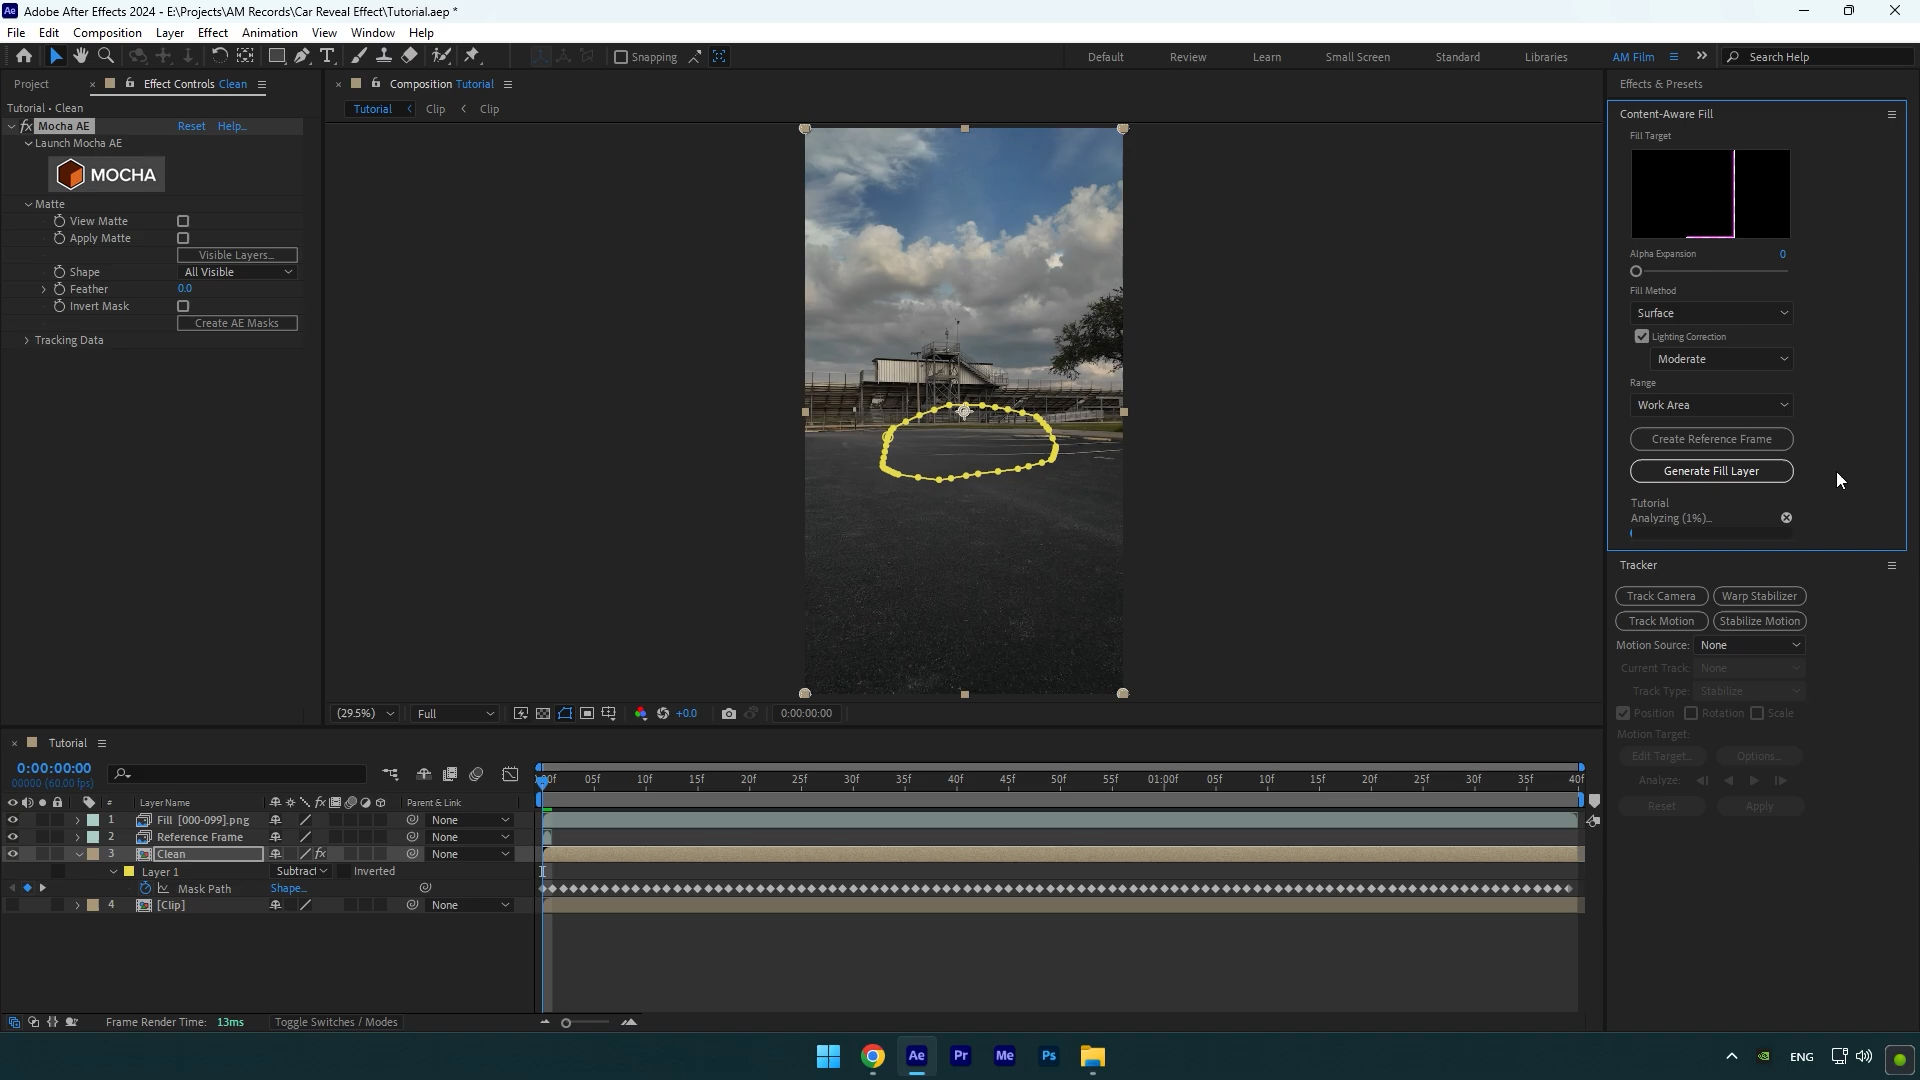 Adobe After Effects 2024 - E:\Projects\AM Records\Car Reveal Effect\Tutorial.aep *
File Edit Composition Layer Effect Animation View Window Help
Snapping
Default Review Learn Small Screen Standard Libraries AM Film Search Help
Project Effect Controls Clean
Composition Tutorial
Effects & Presets
Tutorial • Clean
Tutorial Clip Clip
Mocha AE Reset Help...
Launch Mocha AE
MOCHA
Matte
View Matte
Apply Matte
Visible Layers...
Shape All Visible
Feather 0.0
Invert Mask
Create AE Masks
Tracking Data
Content-Aware Fill
Fill Target
Alpha Expansion 0
Fill Method
Surface
Lighting Correction
Moderate
Range
Work Area
Create Reference Frame
Generate Fill Layer
Tutorial
Analyzing (1%)...
Tracker
Track Camera Warp Stabilizer
Track Motion Stabilize Motion
Motion Source: None
Current Track: None
Track Type: Stabilize
Position Rotation Scale
Motion Target:
Edit Target... Options...
Analyze:
Reset Apply
(29.5%) Full +0.0 0:00:00:00
Tutorial
0:00:00:00
00000 (60.00 fps)
:00f 05f 10f 15f 20f 25f 30f 35f 40f 45f 50f 55f 01:00f 05f 10f 15f 20f 25f 30f 35f 40f
# Layer Name Parent & Link
1 Fill [000-099].png None
2 Reference Frame None
3 Clean None
Layer 1 Subtract Inverted
Mask Path Shape...
4 [Clip] None
Frame Render Time: 13ms Toggle Switches / Modes
Ae Pr Me Ps
ENG